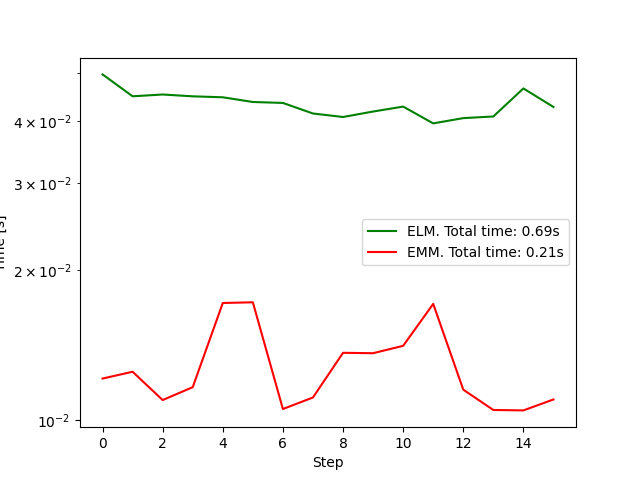 4 × 10⁻²
3 × 10⁻²
2 × 10⁻²
10⁻²
ELM. Total time: 0.69s
EMM. Total time: 0.21s
0 2 4 6 8 10 12 14
Step